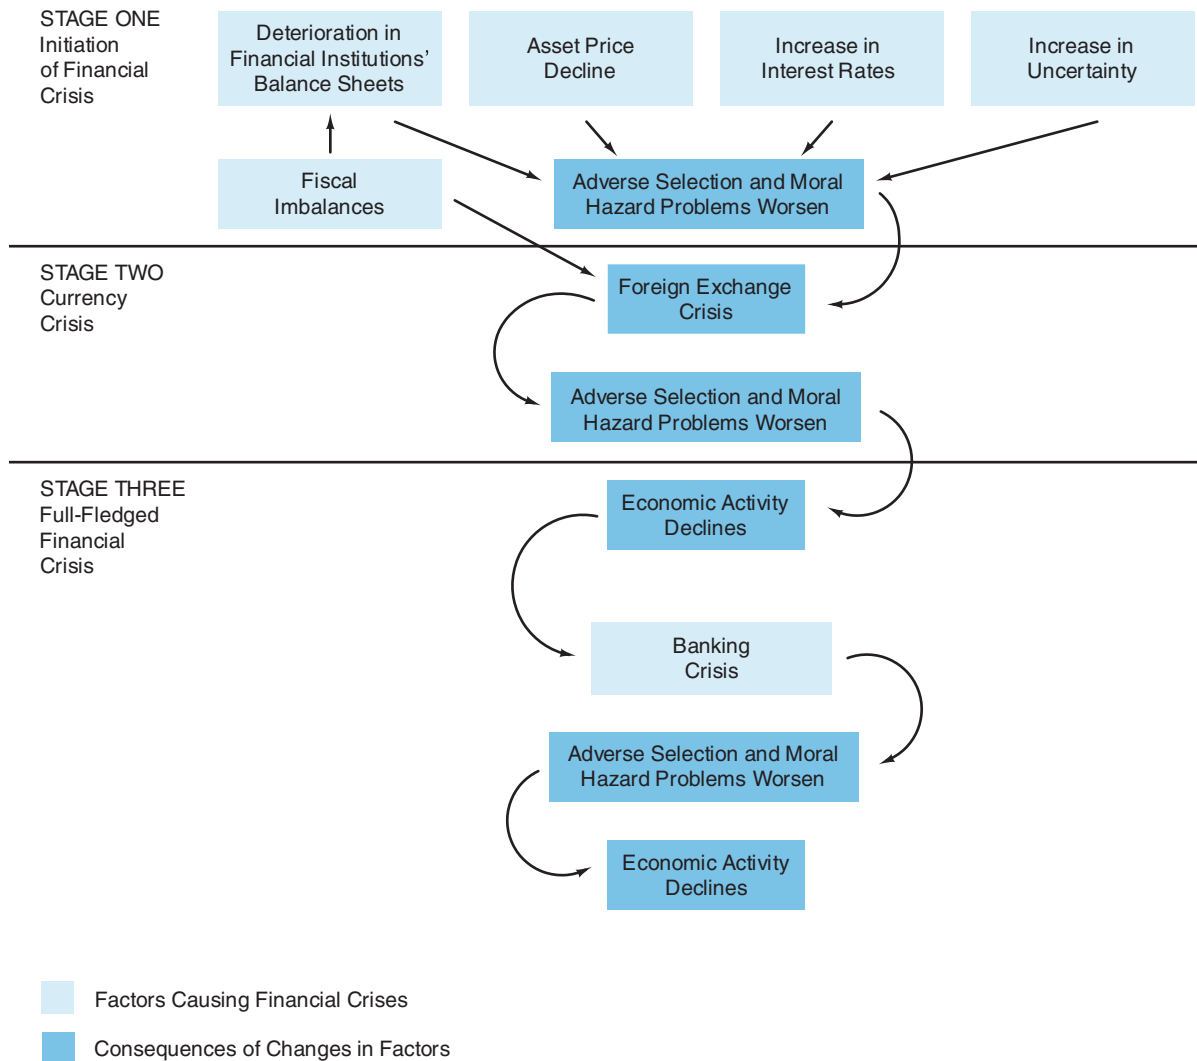 STAGE ONE
Initiation
of Financial
Crisis
Deterioration in
Financial Institutions’
Balance Sheets
Asset Price
Decline
Increase in
Interest Rates
Increase in
Uncertainty
Fiscal
Imbalances
Adverse Selection and Moral
Hazard Problems Worsen
STAGE TWO
Currency
Crisis
Foreign Exchange
Crisis
Adverse Selection and Moral
Hazard Problems Worsen
STAGE THREE
Full-Fledged
Financial
Crisis
Economic Activity
Declines
Banking
Crisis
Adverse Selection and Moral
Hazard Problems Worsen
Economic Activity
Declines
Factors Causing Financial Crises
Consequences of Changes in Factors